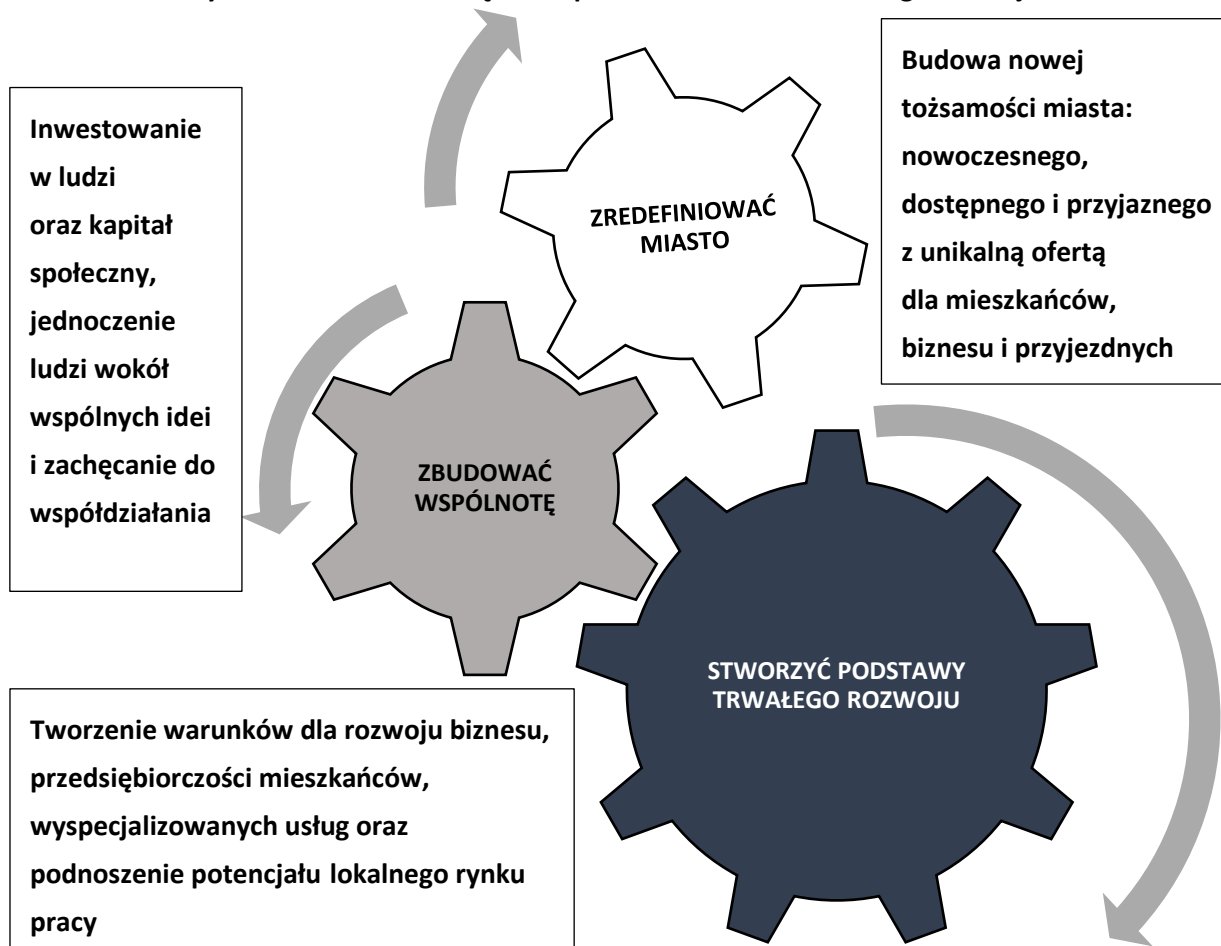 Inwestowanie
w ludzi
oraz kapitał
społeczny,
jednoczenie
ludzi wokół
wspólnych idei
i zachęcanie do
współdziałania
ZREDEFINIOWAĆ
MIASTO
Budowa nowej
tożsamości miasta:
nowoczesnego,
dostępnego i przyjaznego
z unikalną ofertą
dla mieszkańców,
biznesu i przyjezdnych
ZBUDOWAĆ
WSPÓLNOTĘ
STWORZYĆ PODSTAWY
TRWAŁEGO ROZWOJU
Tworzenie warunków dla rozwoju biznesu,
przedsiębiorczości mieszkańców,
wyspecjalizowanych usług oraz
podnoszenie potencjału lokalnego rynku
pracy